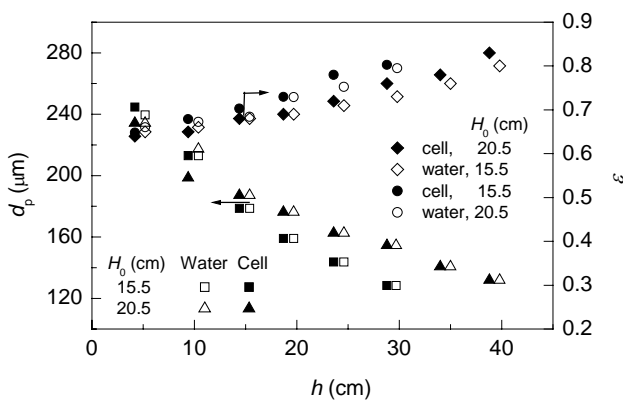 280
240
200
160
120
0.9
0.8
0.7
0.6
0.5
0.4
0.3
0.2
0 10 20 30 40
dp (μm)
ε
h (cm)
H0 (cm)
cell, 20.5
water, 15.5
cell, 15.5
water, 20.5
H0 (cm) Water Cell
15.5
20.5